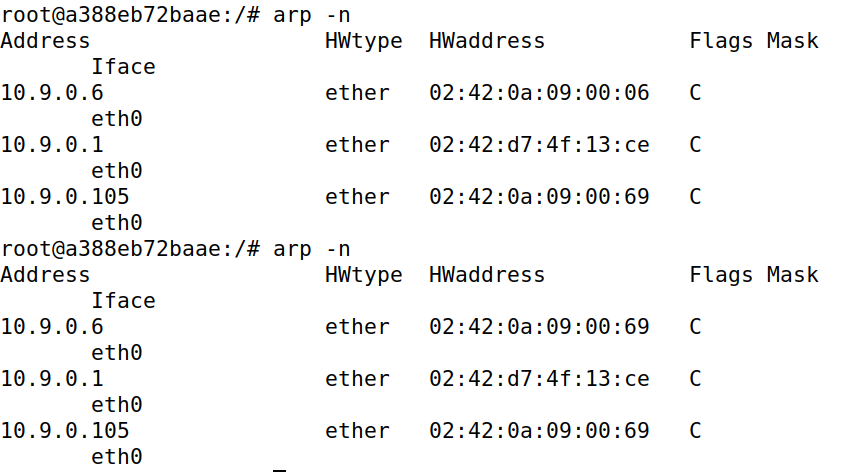 root@a388eb72baae:/# arp -n
Address                  HWtype  HWaddress           Flags Mask
       Iface
10.9.0.6                 ether   02:42:0a:09:00:06   C
       eth0
10.9.0.1                 ether   02:42:d7:4f:13:ce   C
       eth0
10.9.0.105               ether   02:42:0a:09:00:69   C
       eth0
root@a388eb72baae:/# arp -n
Address                  HWtype  HWaddress           Flags Mask
       Iface
10.9.0.6                 ether   02:42:0a:09:00:69   C
       eth0
10.9.0.1                 ether   02:42:d7:4f:13:ce   C
       eth0
10.9.0.105               ether   02:42:0a:09:00:69   C
       eth0